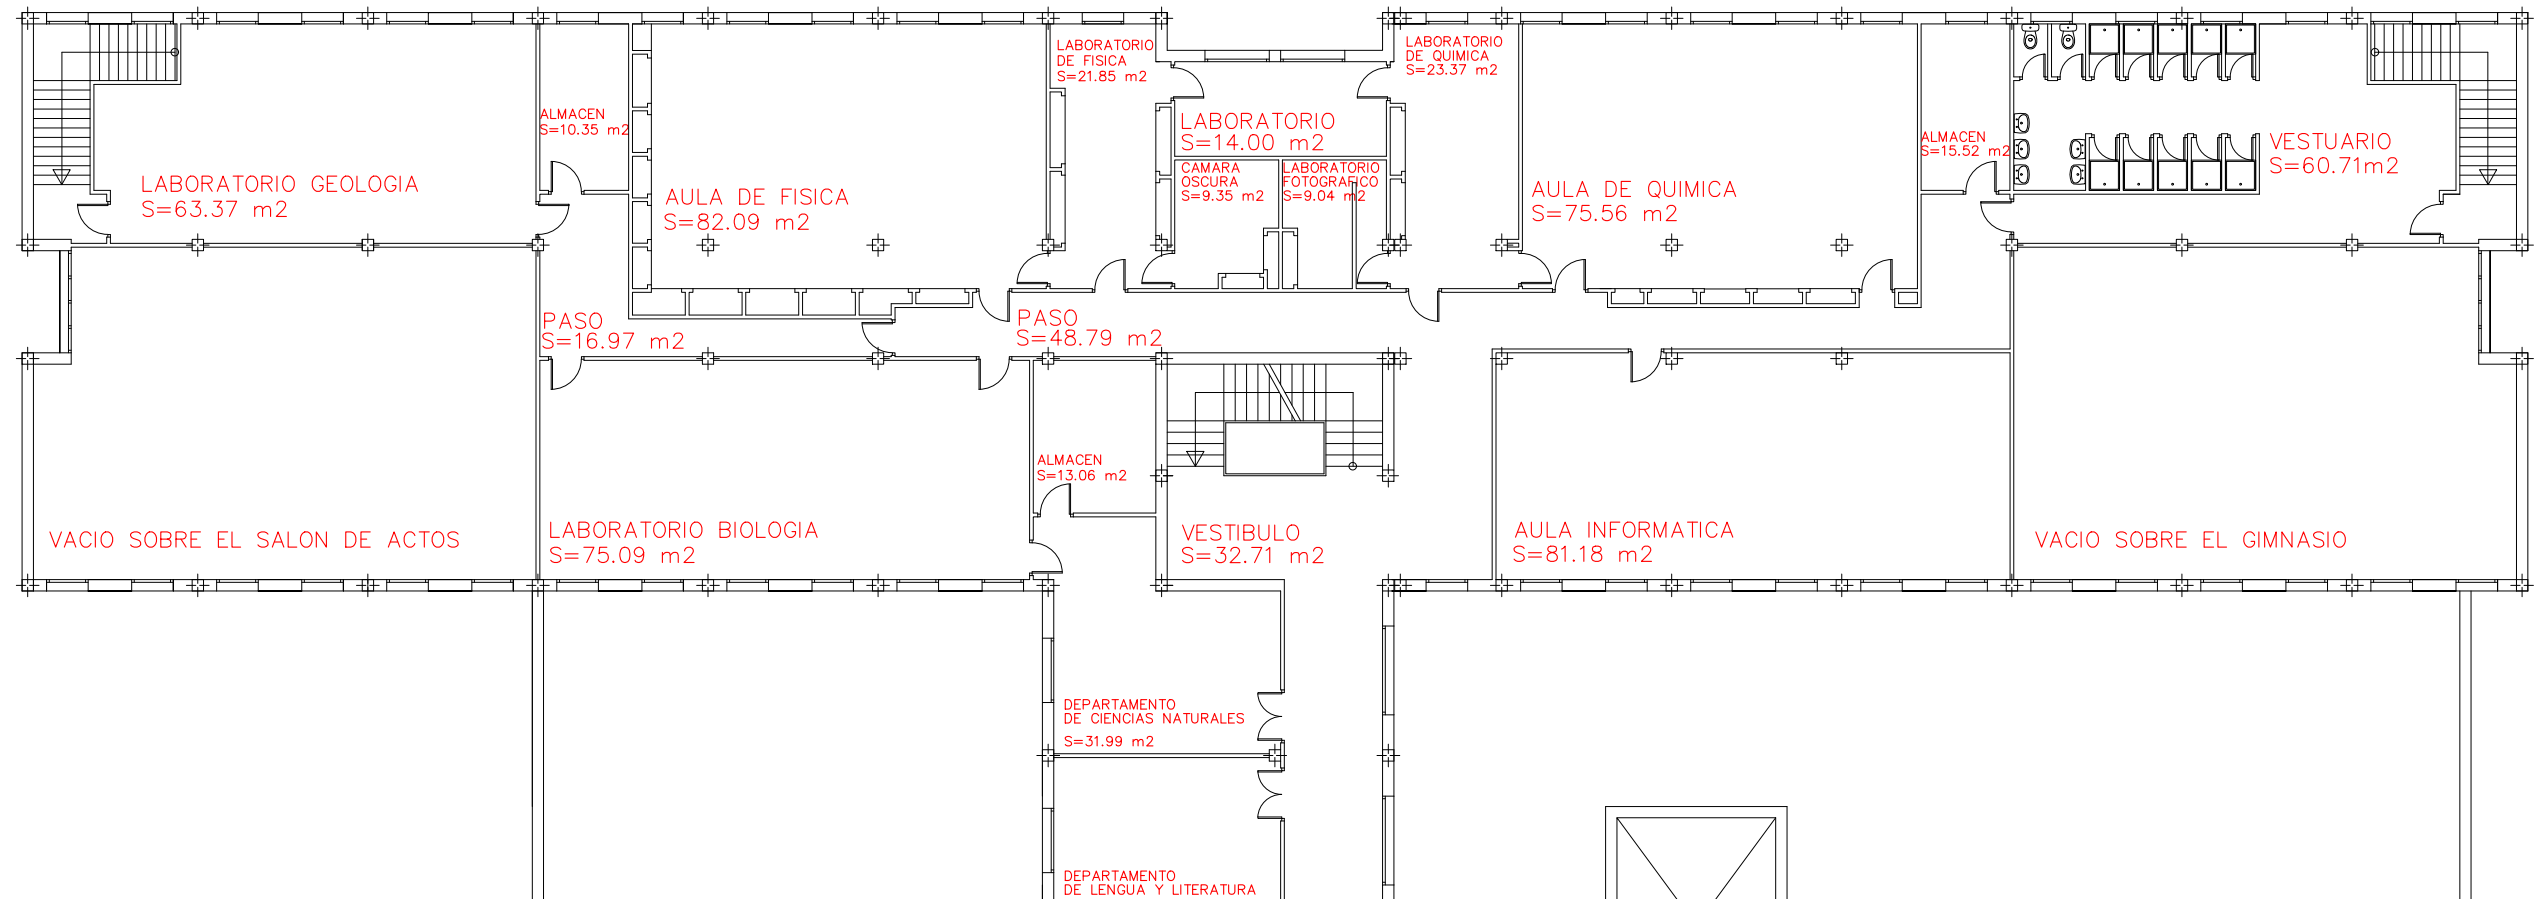 LABORATORIO
DE FISICA
S=21.85 m2
LABORATORIO
DE QUIMICA
S=23.37 m2
ALMACEN
S=10.35 m2
LABORATORIO
S=14.00 m2
ALMACEN
S=15.52 m2
VESTUARIO
S=60.71m2
LABORATORIO GEOLOGIA
S=63.37 m2
AULA DE FISICA
S=82.09 m2
CAMARA
OSCURA
S=9.35 m2
LABORATORIO
FOTOGRAFICO
S=9.04 m2
AULA DE QUIMICA
S=75.56 m2
PASO
S=16.97 m2
PASO
S=48.79 m2
ALMACEN
S=13.06 m2
VACIO SOBRE EL SALON DE ACTOS
LABORATORIO BIOLOGIA
S=75.09 m2
VESTIBULO
S=32.71 m2
AULA INFORMATICA
S=81.18 m2
VACIO SOBRE EL GIMNASIO
DEPARTAMENTO
DE CIENCIAS NATURALES
S=31.99 m2
DEPARTAMENTO
DE LENGUA Y LITERATURA